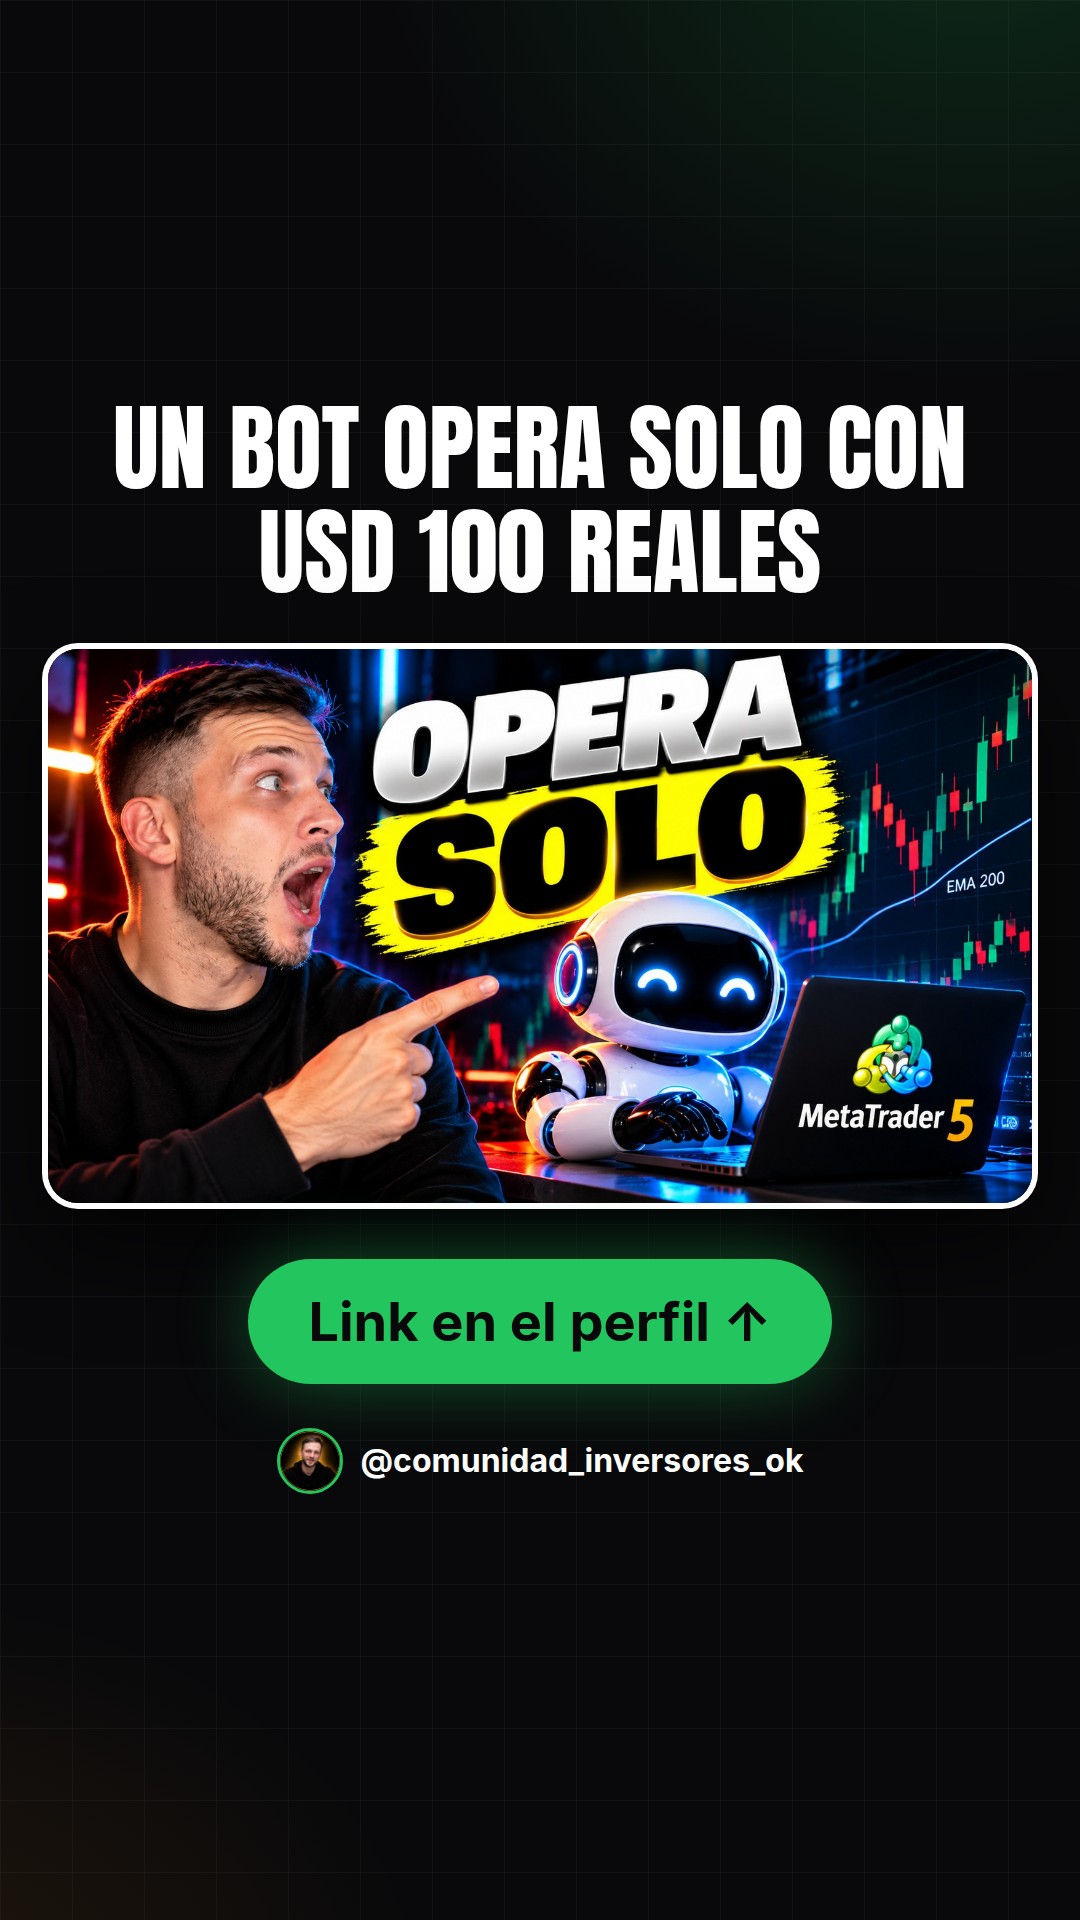 UN BOT OPERA SOLO CON
USD 100 REALES
OPERA
SOLO
EMA 200
MetaTrader 5
Link en el perfil ↑
@comunidad_inversores_ok